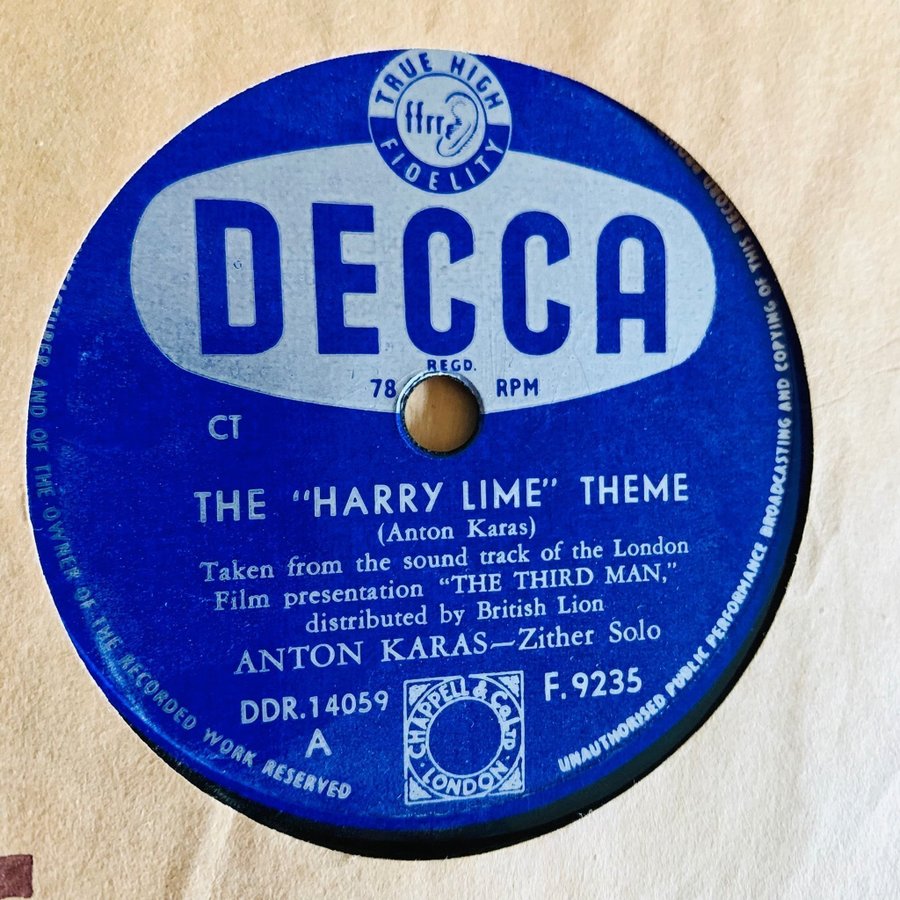 TRUE HIGH
ffrr
FIDELITY
DECCA
REGD.
78 RPM
CT
THE "HARRY LIME" THEME
(Anton Karas)
Taken from the sound track of the London
Film presentation "THE THIRD MAN,"
distributed by British Lion
ANTON KARAS—Zither Solo
DDR.14059
F. 9235
A
CHAPPELL & Co LTD
LONDON
AND OF THE OWNER OF THE RECORDED WORK RESERVED
UNAUTHORISED PUBLIC PERFORMANCE BROADCASTING AND COPYING OF THIS RECORD